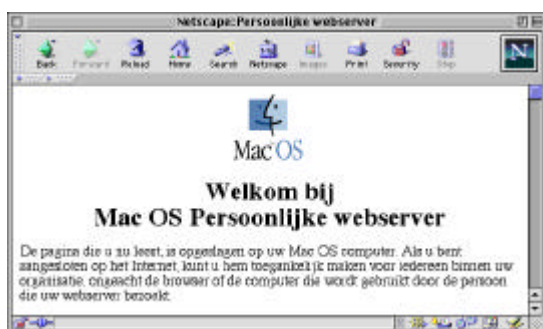 Netscape: Persoonlijke webserver
Back Forward Reload Home Search Netscape Images Print Security Stop
N
Mac OS
Welkom bij
Mac OS Persoonlijke webserver
De pagina die u nu leest, is opgeslagen op uw Mac OS computer. Als u bent
aangesloten op het Internet, kunt u hem toegankelijk maken voor iedereen binnen uw
organisatie, ongeacht de browser of de computer die wordt gebruikt door de persoon
die uw webserver bezoekt.